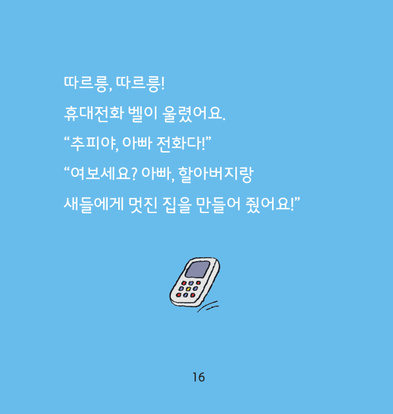 따르릉, 따르릉!
휴대전화 벨이 울렸어요.
“추피야, 아빠 전화다!”
“여보세요? 아빠, 할아버지랑
새들에게 멋진 집을 만들어 줬어요!”
16